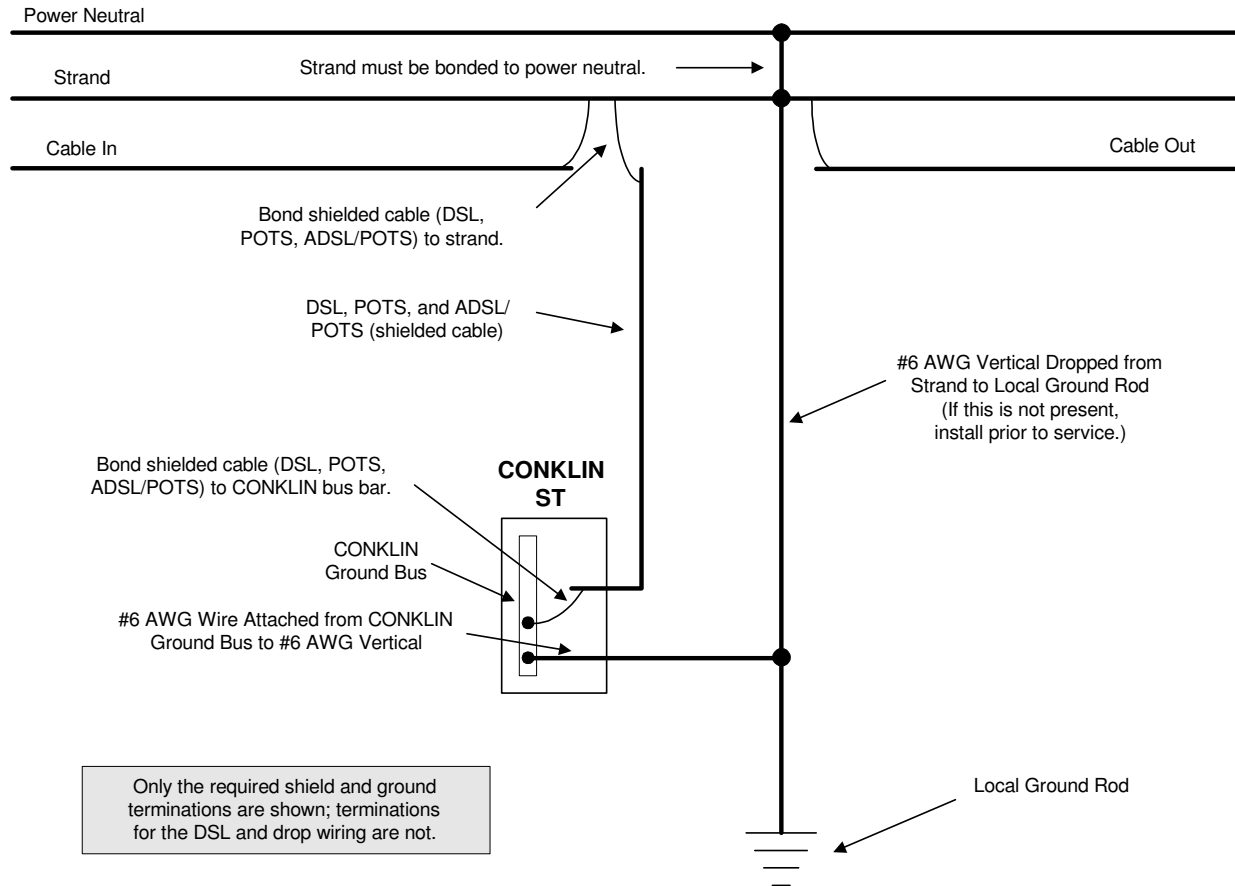 Power Neutral
Strand must be bonded to power neutral.
Strand
Cable In
Cable Out
Bond shielded cable (DSL,
POTS, ADSL/POTS) to strand.
DSL, POTS, and ADSL/
POTS (shielded cable)
#6 AWG Vertical Dropped from
Strand to Local Ground Rod
(If this is not present,
install prior to service.)
Bond shielded cable (DSL, POTS,
ADSL/POTS) to CONKLIN bus bar.
CONKLIN
ST
CONKLIN
Ground Bus
#6 AWG Wire Attached from CONKLIN
Ground Bus to #6 AWG Vertical
Only the required shield and ground
terminations are shown; terminations
for the DSL and drop wiring are not.
Local Ground Rod